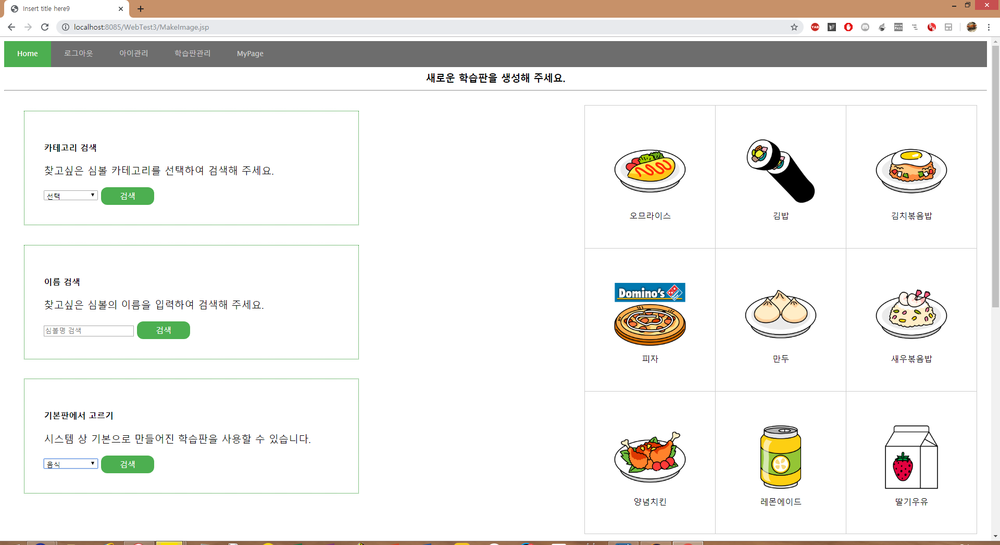 Insert title here9
localhost:8085/WebTest3/MakeImage.jsp
Home 로그아웃 아이관리 학습판관리 MyPage
새로운 학습판을 생성해 주세요.
카테고리 검색
찾고싶은 심볼 카테고리를 선택하여 검색해 주세요.
선택 검색
이름 검색
찾고싶은 심볼의 이름을 입력하여 검색해 주세요.
심볼명 검색 검색
기본판에서 고르기
시스템 상 기본으로 만들어진 학습판을 사용할 수 있습니다.
음식 검색
오므라이스 김밥 김치볶음밥
Domino's
피자 만두 새우볶음밥
양념치킨 레몬에이드 딸기우유